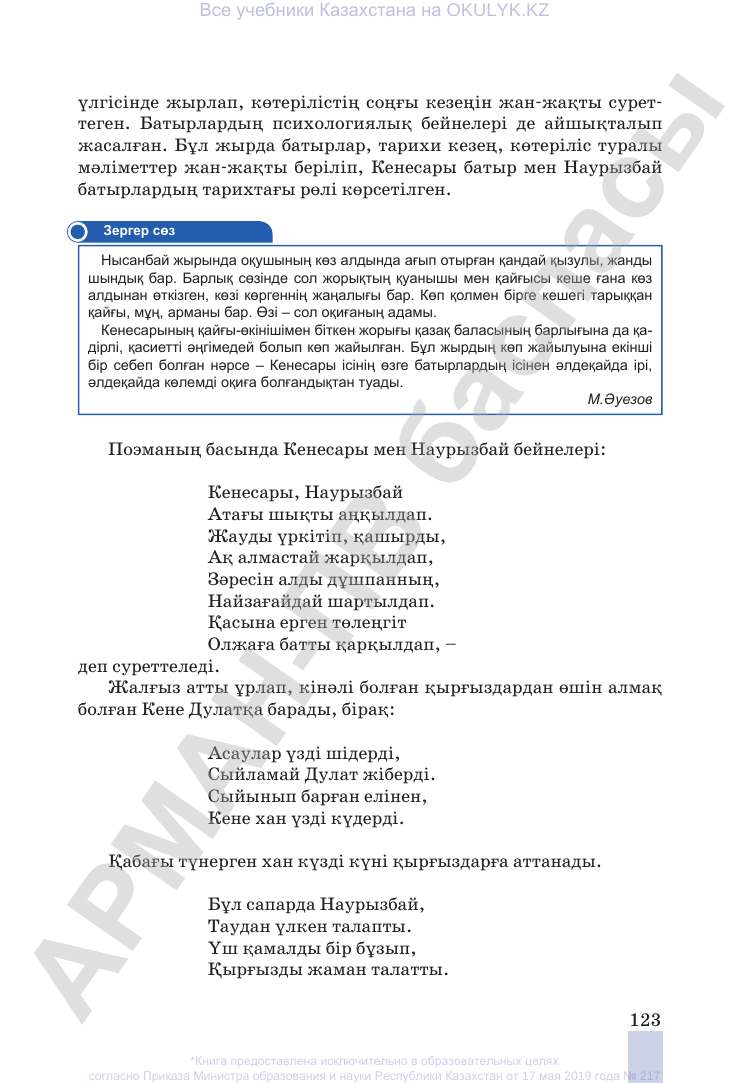 Все учебники Казахстана на OKULYK.KZ
үлгісінде жырлап, көтерілістің соңғы кезеңін жан-жақты сурет-
теген. Батырлардың психологиялық бейнелері де айшықталып
жасалған. Бұл жырда батырлар, тарихи кезең, көтеріліс туралы
мәліметтер жан-жақты беріліп, Кенесары батыр мен Наурызбай
батырлардың тарихтағы рөлі көрсетілген.
Зергер сөз
Нысанбай жырында оқушының көз алдында ағып отырған қандай қызулы, жанды
шындық бар. Барлық сөзінде сол жорықтың қуанышы мен қайғысы кеше ғана көз
алдынан өткізген, көзі көргеннің жаңалығы бар. Көп қолмен бірге кешегі тарыққан
қайғы, мұң, арманы бар. Өзі – сол оқиғаның адамы.
Кенесарының қайғы-өкінішімен біткен жорығы қазақ баласының барлығына да қа-
дірлі, қасиетті әңгімедей болып көп жайылған. Бұл жырдың көп жайылуына екінші
бір себеп болған нәрсе – Кенесары ісінің өзге батырлардың ісінен әлдеқайда ірі,
әлдеқайда көлемді оқиға болғандықтан туады.
М.Әуезов
Поэманың басында Кенесары мен Наурызбай бейнелері:
Кенесары, Наурызбай
Атағы шықты аңқылдап.
Жауды үркітіп, қашырды,
Ақ алмастай жарқылдап,
Зәресін алды дұшпанның,
Найзағайдай шартылдап.
Қасына ерген төлеңгіт
Олжаға батты қарқылдап, –
деп суреттеледі.
Жалғыз атты ұрлап, кінәлі болған қырғыздардан өшін алмақ
болған Кене Дулатқа барады, бірақ:
Асаулар үзді шідерді,
Сыйламай Дулат жіберді.
Сыйынып барған елінен,
Кене хан үзді күдерді.
Қабағы түнерген хан күзді күні қырғыздарға аттанады.
Бұл сапарда Наурызбай,
Таудан үлкен талапты.
Үш қамалды бір бұзып,
Қырғызды жаман талатты.
123
АРМАН-ПВ баспасы
*Книга предоставлена исключительно в образовательных целях
согласно Приказа Министра образования и науки Республики Казахстан от 17 мая 2019 года № 217